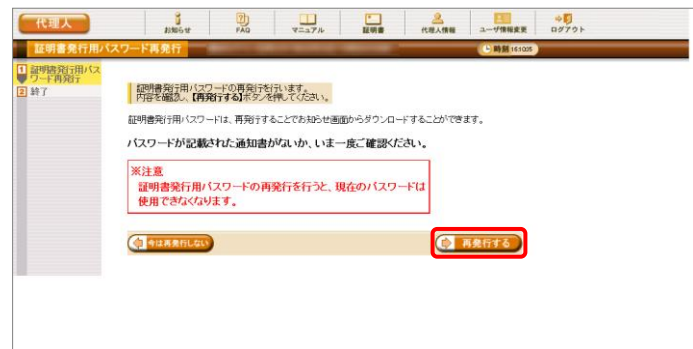 代理人
お知らせ
FAQ
マニュアル
証明書
代理人情報
ユーザ情報変更
ログアウト
証明書発行用パスワード再発行
時刻 16:10:05
1 証明書発行用パス
ワード再発行
2 終了
証明書発行用パスワードの再発行を行います。
内容を確認し、【再発行する】ボタンを押してください。
証明書発行用パスワードは、再発行することでお知らせ画面からダウンロードすることができます。
パスワードが記載された通知書がないか、いま一度ご確認ください。
※注意
証明書発行用パスワードの再発行を行うと、現在のパスワードは
使用できなくなります。
今は再発行しない
再発行する